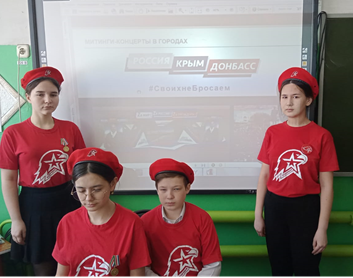 МИТИНГИ-КОНЦЕРТЫ В ГОРОДАХ
РОССИЯ КРЫМ ДОНБАСС
#СвоихнеБросаем